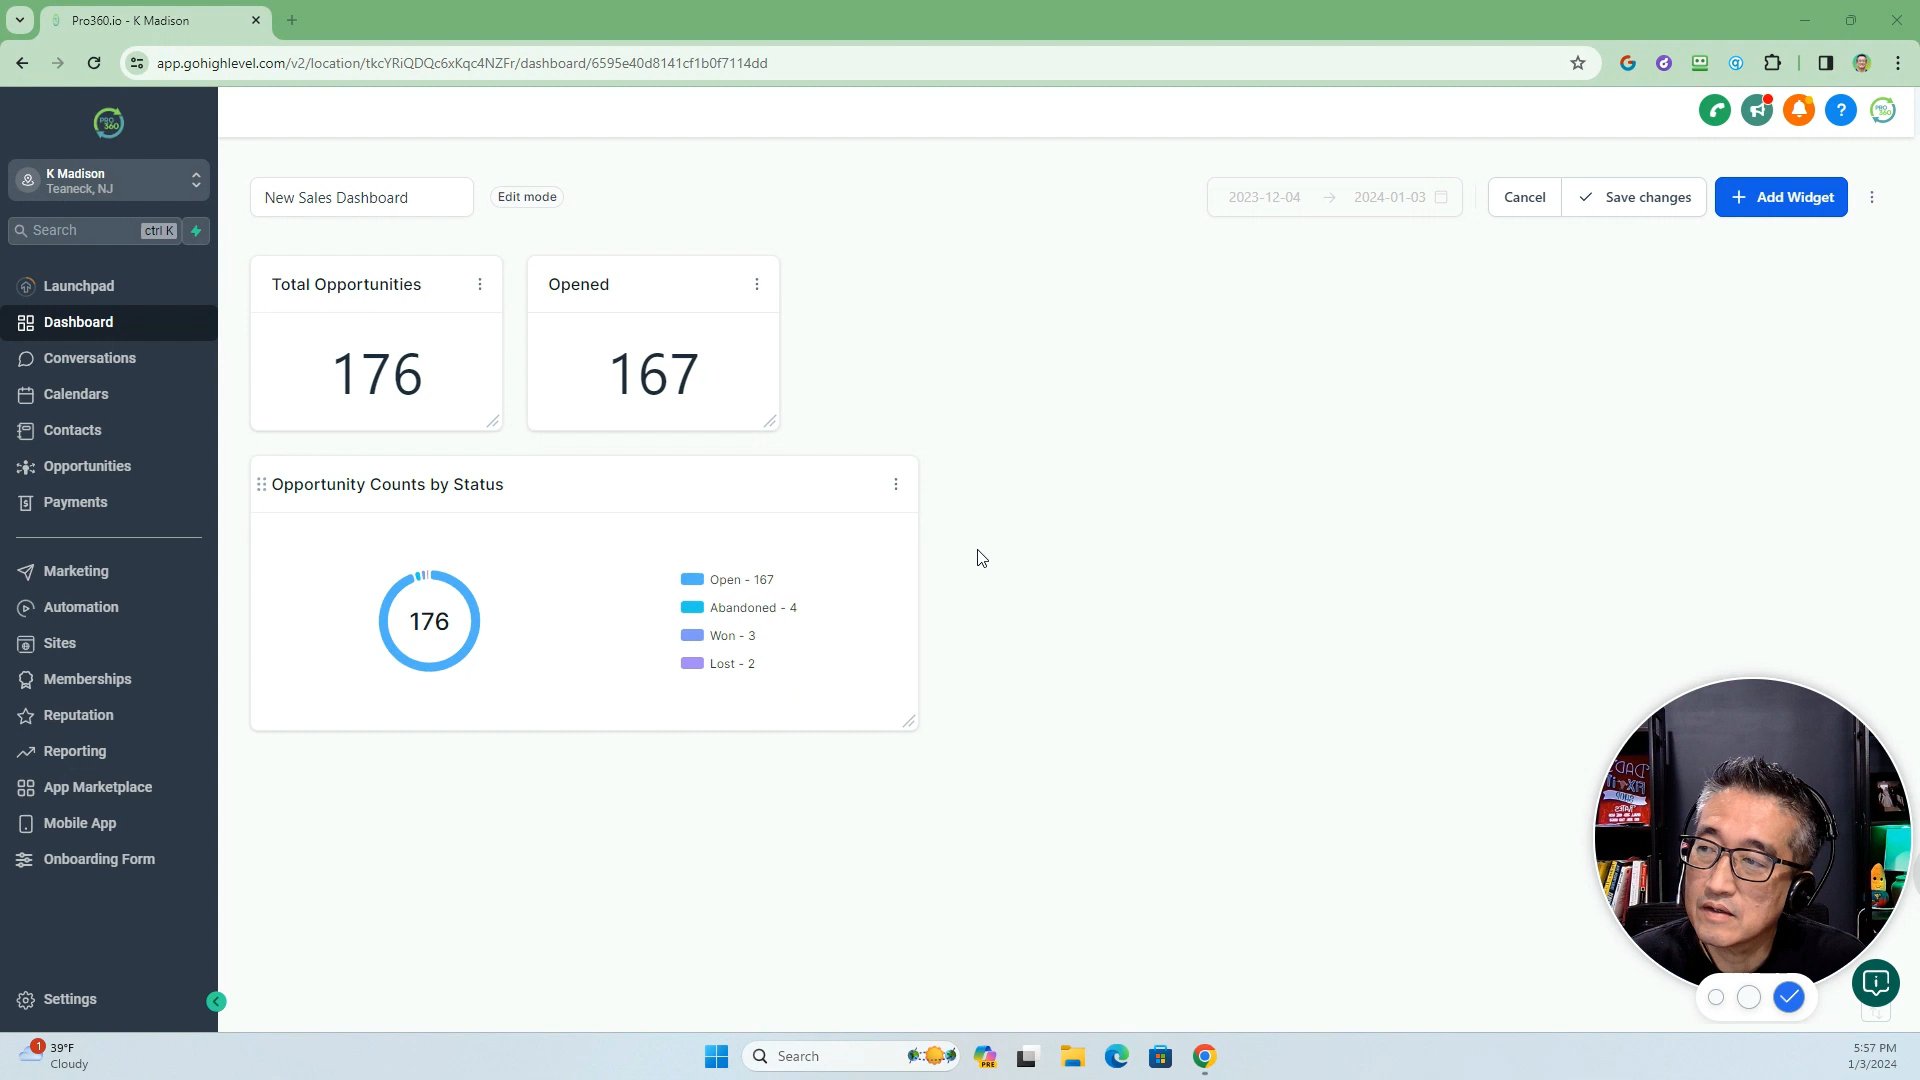 Pro360.io - K Madison
app.gohighlevel.com/v2/location/tkcYRiQDQc6xKqc4NZFr/dashboard/6595e40d8141cf1b0f7114dd
PRO
360
K Madison
Teaneck, NJ
Search ctrl K
Launchpad
Dashboard
Conversations
Calendars
Contacts
Opportunities
Payments
Marketing
Automation
Sites
Memberships
Reputation
Reporting
App Marketplace
Mobile App
Onboarding Form
Settings
New Sales Dashboard
Edit mode
2023-12-04 → 2024-01-03
Cancel
Save changes
+ Add Widget
Total Opportunities
176
Opened
167
Opportunity Counts by Status
176
Open - 167
Abandoned - 4
Won - 3
Lost - 2
1
39°F
Cloudy
Search
PRE
5:57 PM
1/3/2024